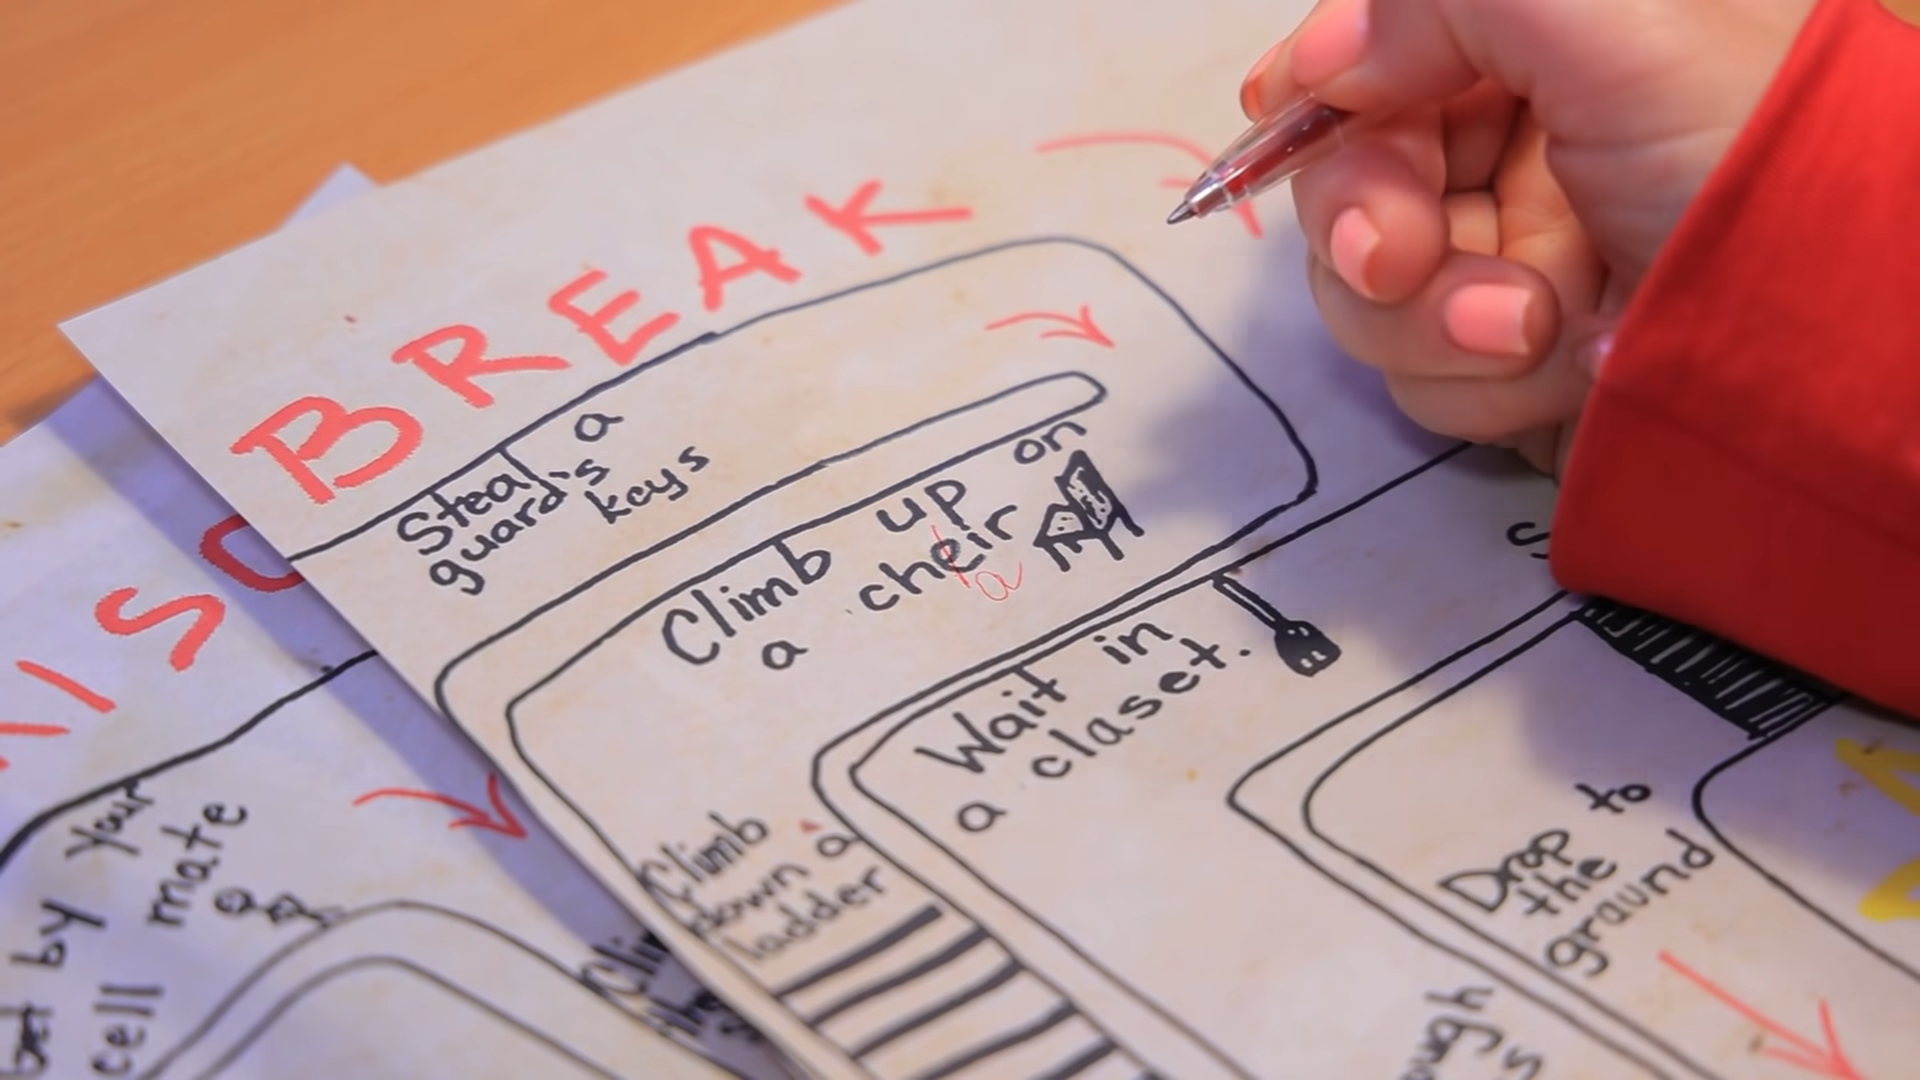 BREAK
Steal a
guard's
keys
Climb up on
a cheir
a
Wait in
a claset.
Climb
down a
ladder
Drop to
the
graund
by your
cell mate